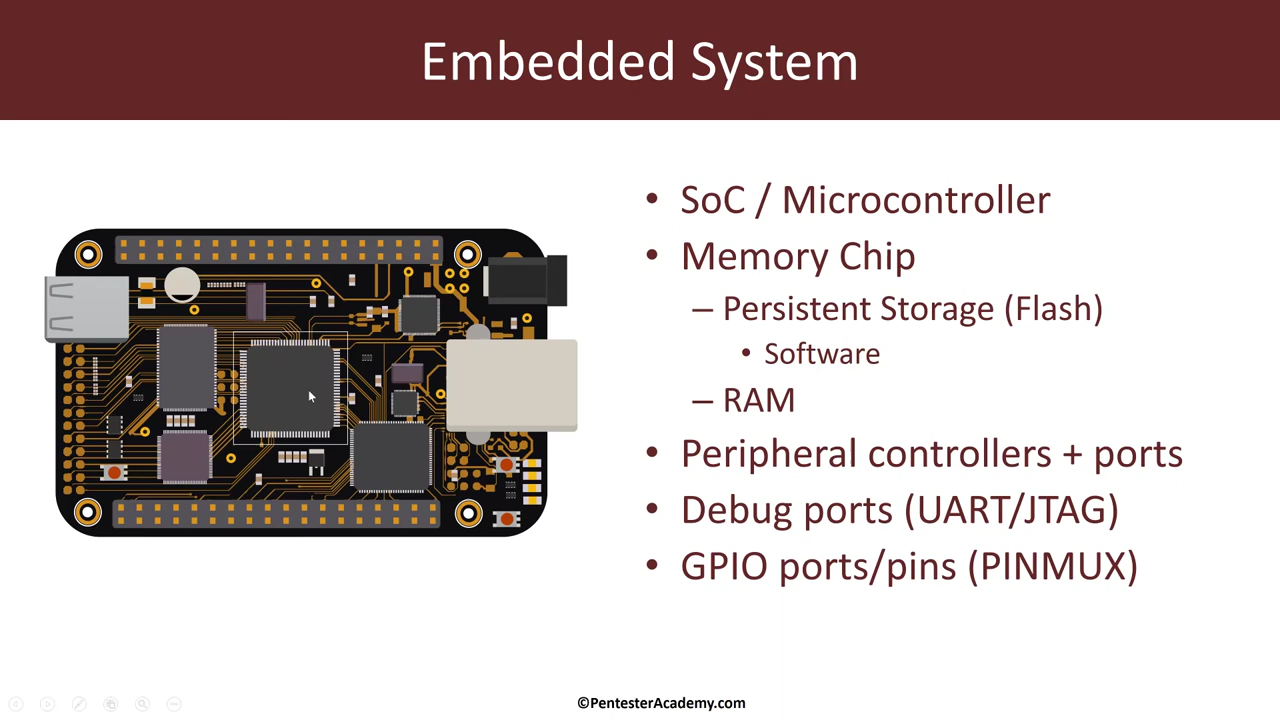 Embedded System
• SoC / Microcontroller
• Memory Chip
– Persistent Storage (Flash)
• Software
– RAM
• Peripheral controllers + ports
• Debug ports (UART/JTAG)
• GPIO ports/pins (PINMUX)
©PentesterAcademy.com